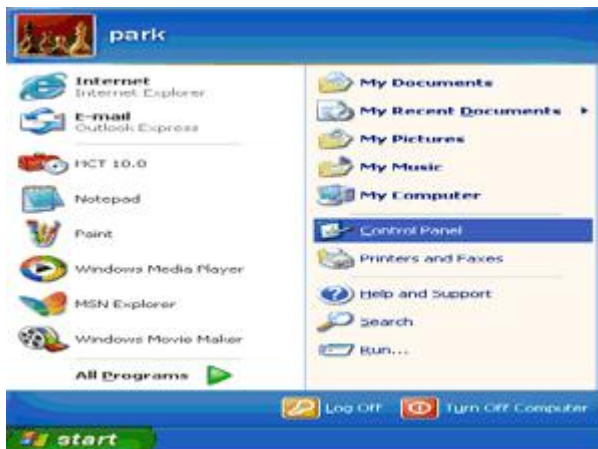 park
Internet
Internet Explorer
E-mail
Outlook Express
HCT 10.0
Notepad
Paint
Windows Media Player
MSN Explorer
Windows Movie Maker
All Programs
My Documents
My Recent Documents
My Pictures
My Music
My Computer
Control Panel
Printers and Faxes
Help and Support
Search
Run...
Log Off
Turn Off Computer
start